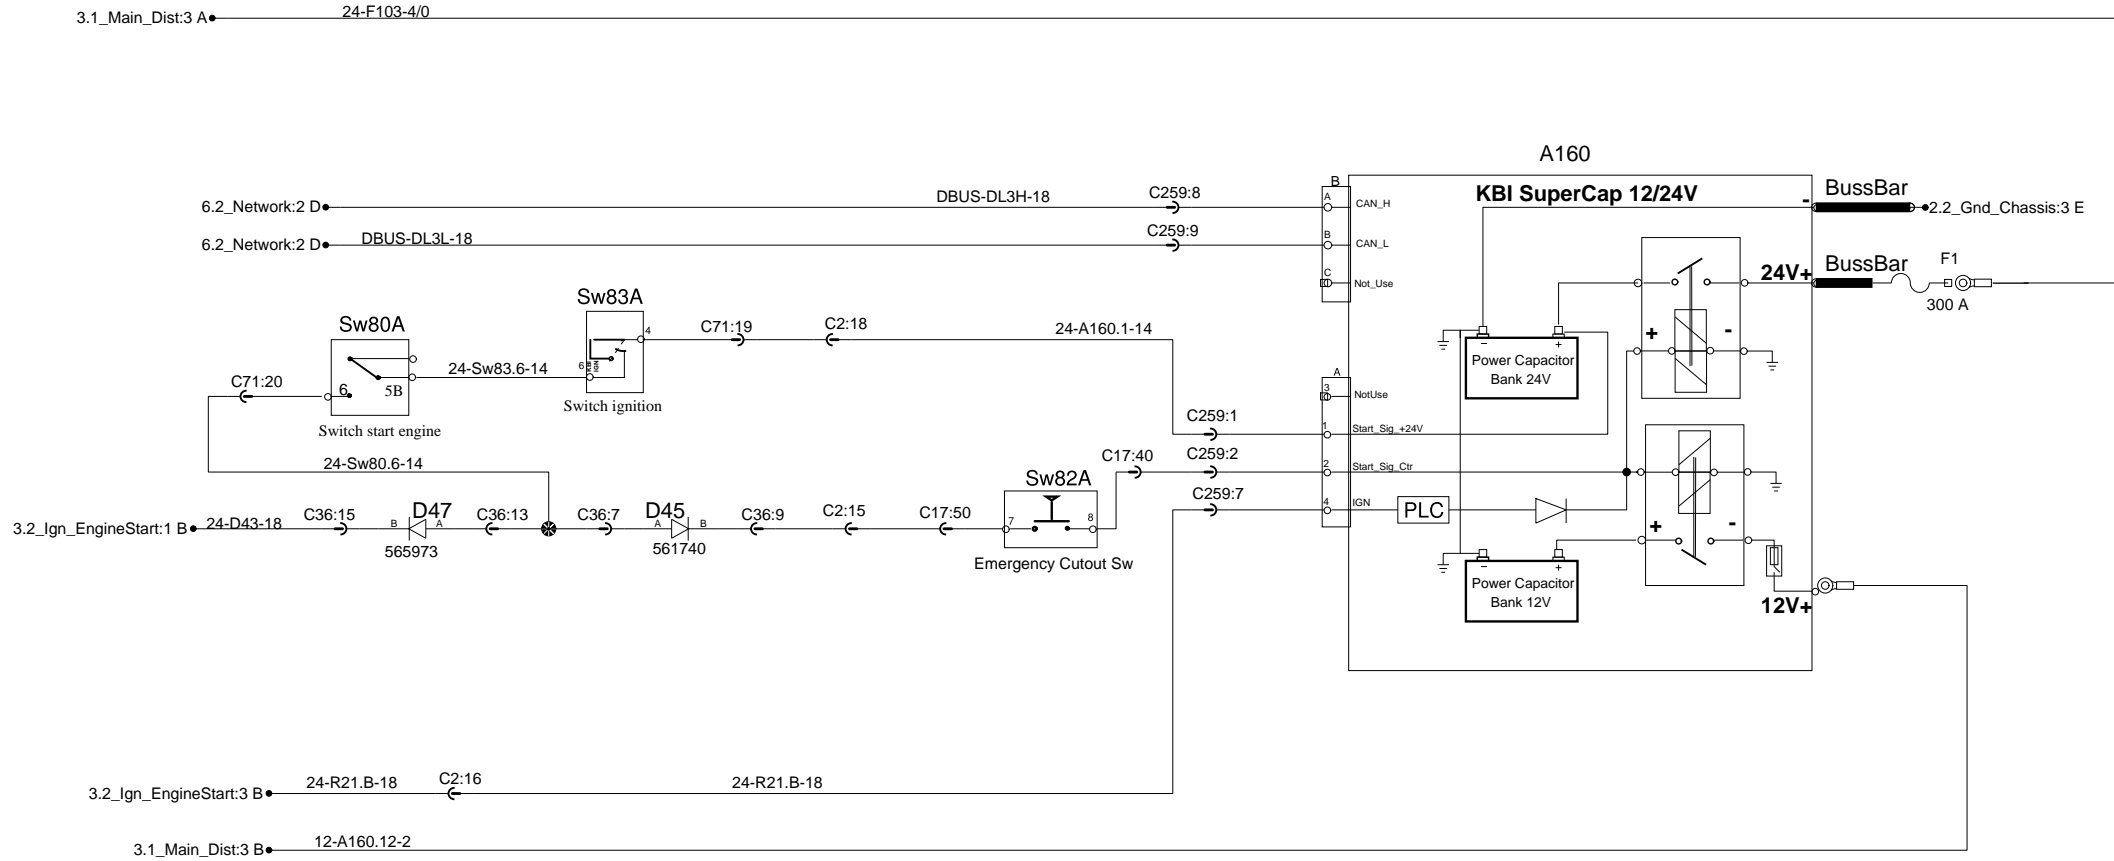 3.1_Main_Dist:3 A
24-F103-4/0
A160
KBI SuperCap 12/24V
6.2_Network:2 D
DBUS-DL3H-18
C259:8
B
A
CAN_H
-
BussBar
2.2_Gnd_Chassis:3 E
6.2_Network:2 D
DBUS-DL3L-18
C259:9
B
CAN_L
C
Not_Use
24V+
BussBar
F1
300 A
Sw83A
4
6
KBI
IGN
Switch ignition
Sw80A
6
5B
Switch start engine
24-Sw83.6-14
C71:19
C2:18
24-A160.1-14
C71:20
24-Sw80.6-14
+
-
− +
Power Capacitor
Bank 24V
A
3
NotUse
C259:1
1
Start_Sig_+24V
C17:40
C259:2
2
Start_Sig_Ctr
C259:7
4
IGN
PLC
Sw82A
7
8
Emergency Cutout Sw
3.2_Ign_EngineStart:1 B
24-D43-18
C36:15
B
D47
A
565973
C36:13
C36:7
A
D45
B
561740
C36:9
C2:15
C17:50
+
-
− +
Power Capacitor
Bank 12V
12V+
3.2_Ign_EngineStart:3 B
24-R21.B-18
C2:16
24-R21.B-18
3.1_Main_Dist:3 B
12-A160.12-2